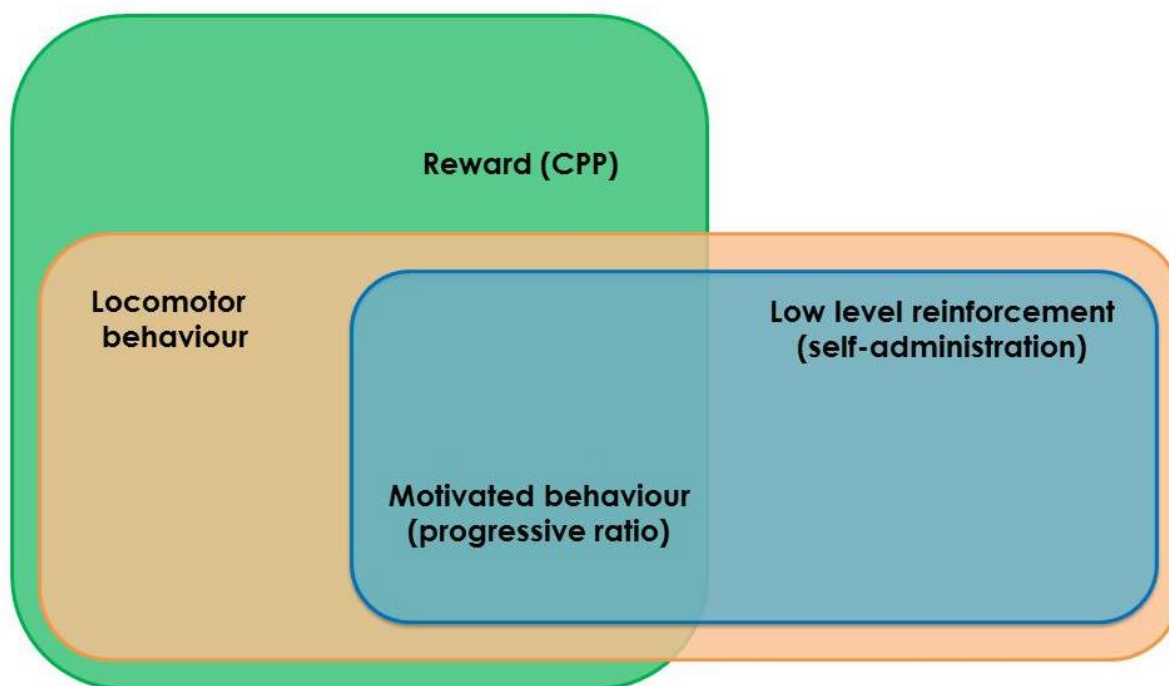 Reward (CPP)
Locomotor
behaviour
Low level reinforcement
(self-administration)
Motivated behaviour
(progressive ratio)